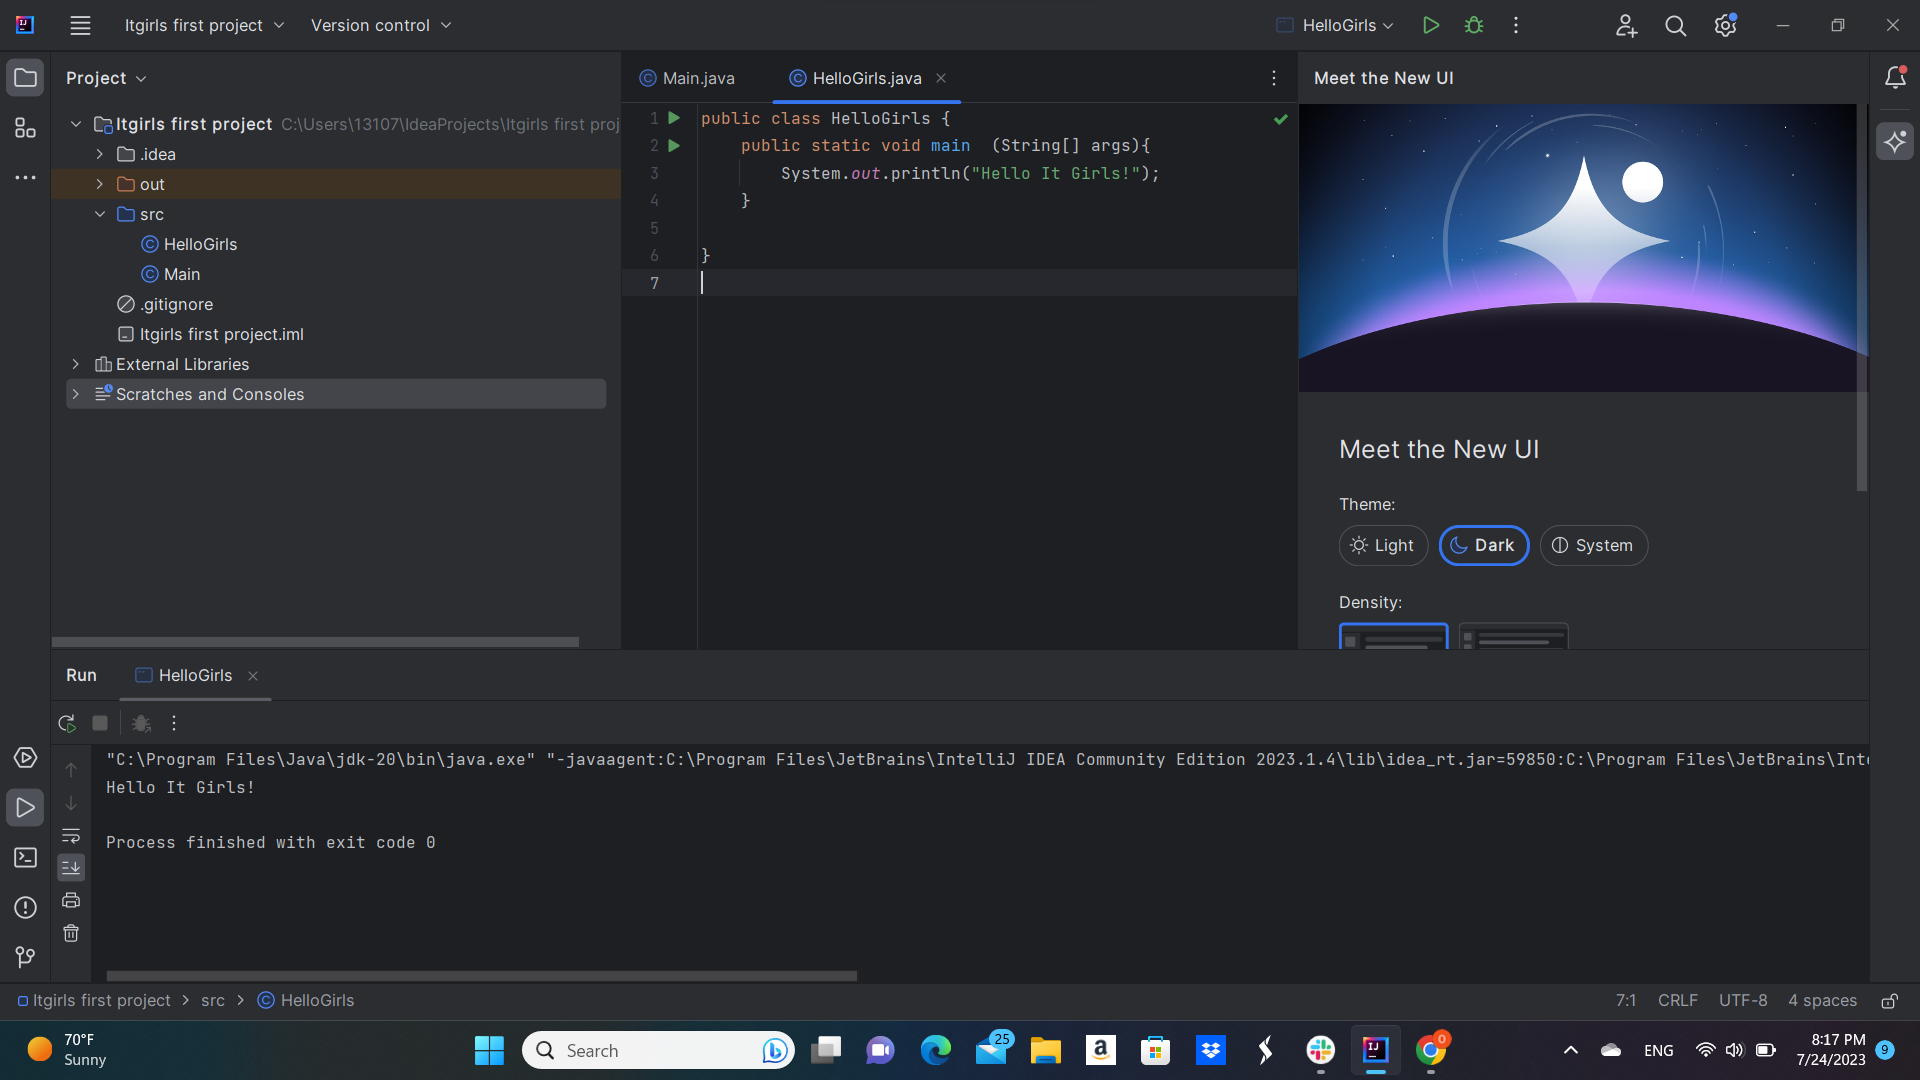 Itgirls first project
Version control
HelloGirls
Project
Main.java
HelloGirls.java
Meet the New UI
Itgirls first project C:\Users\13107\IdeaProjects\Itgirls first proj
.idea
out
src
HelloGirls
Main
.gitignore
Itgirls first project.iml
External Libraries
Scratches and Consoles
1 public class HelloGirls {
2 public static void main  (String[] args){
3 System.out.println("Hello It Girls!");
4 }
5
6 }
7
Meet the New UI
Theme:
Light
Dark
System
Density:
Run
HelloGirls
"C:\Program Files\Java\jdk-20\bin\java.exe" "-javaagent:C:\Program Files\JetBrains\IntelliJ IDEA Community Edition 2023.1.4\lib\idea_rt.jar=59850:C:\Program Files\JetBrains\Inte
Hello It Girls!
Process finished with exit code 0
Itgirls first project > src > HelloGirls
7:1 CRLF UTF-8 4 spaces
70°F
Sunny
Search
25
0
ENG
8:17 PM
7/24/2023
9